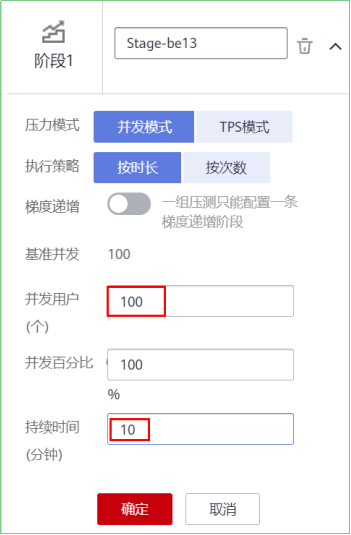 阶段1
Stage-be13
压力模式 并发模式 TPS模式
执行策略 按时长 按次数
梯度递增 一组压测只能配置一条
梯度递增阶段
基准并发 100
并发用户 100
(个)
并发百分比 100
%
持续时间 10
(分钟)
确定 取消